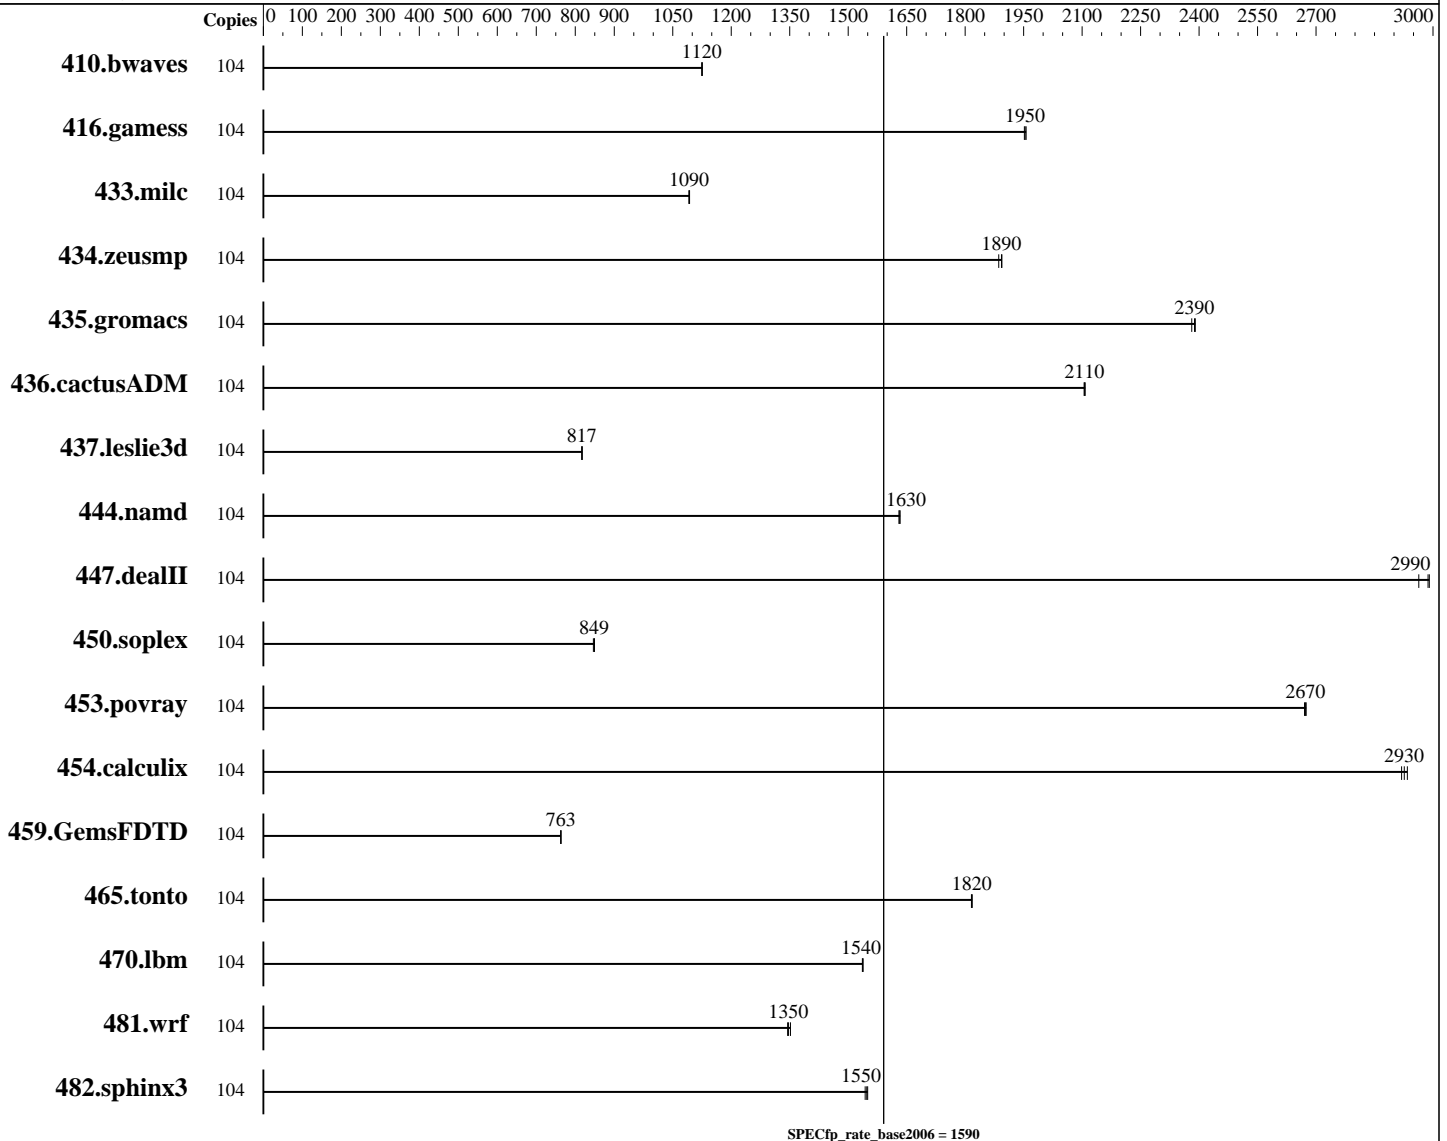 Copies 0 100 200 300 400 500 600 700 800 900 1050 1200 1350 1500 1650 1800 1950 2100 2250 2400 2550 2700 3000
410.bwaves 104 1120
416.gamess 104 1950
433.milc 104 1090
434.zeusmp 104 1890
435.gromacs 104 2390
436.cactusADM 104 2110
437.leslie3d 104 817
444.namd 104 1630
447.dealII 104 2990
450.soplex 104 849
453.povray 104 2670
454.calculix 104 2930
459.GemsFDTD 104 763
465.tonto 104 1820
470.lbm 104 1540
481.wrf 104 1350
482.sphinx3 104 1550
SPECfp_rate_base2006 = 1590